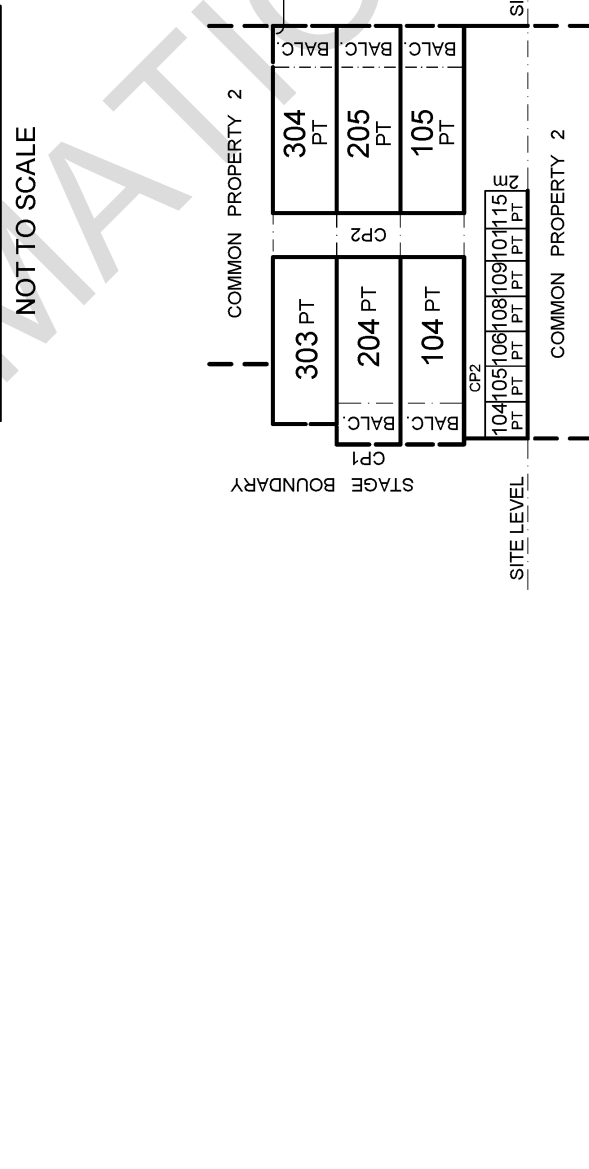 NOT TO SCALE
COMMON PROPERTY 2
BALC. BALC. BALC.
304 PT
205 PT
105 PT
CP2
303 PT
204 PT
104 PT
BALC. BALC.
CP1
STAGE BOUNDARY
CP2
104 PT
105 PT
106 PT
108 PT
109 PT
101 PT
115 PT
2m
COMMON PROPERTY 2
SITE LEVEL